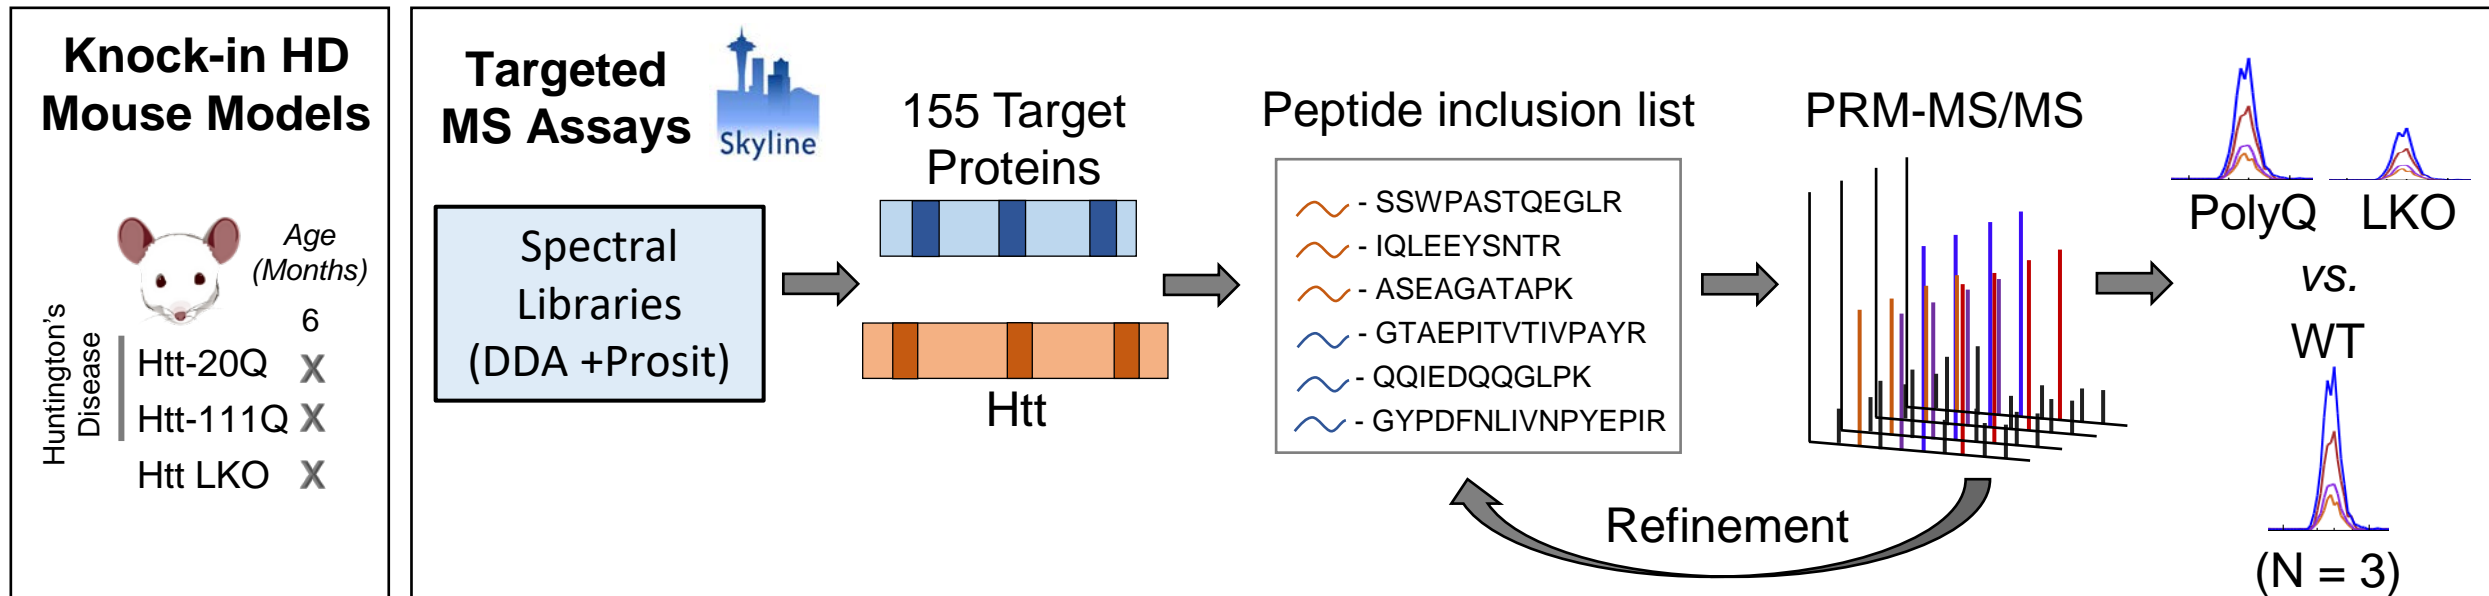 Knock-in HD
Mouse Models
Age
(Months)
6
Huntington's
Disease
Htt-20Q X
Htt-111Q X
Htt LKO X
Targeted
MS Assays
Skyline
Spectral
Libraries
(DDA +Prosit)
155 Target
Proteins
Htt
Peptide inclusion list
- SSWPASTQEGLR
- IQLEEYSNTR
- ASEAGATAPK
- GTAEPITVTIVPAYR
- QQIEDQQGLPK
- GYPDFNLIVNPYEPIR
PRM-MS/MS
Refinement
PolyQ LKO
vs.
WT
(N = 3)